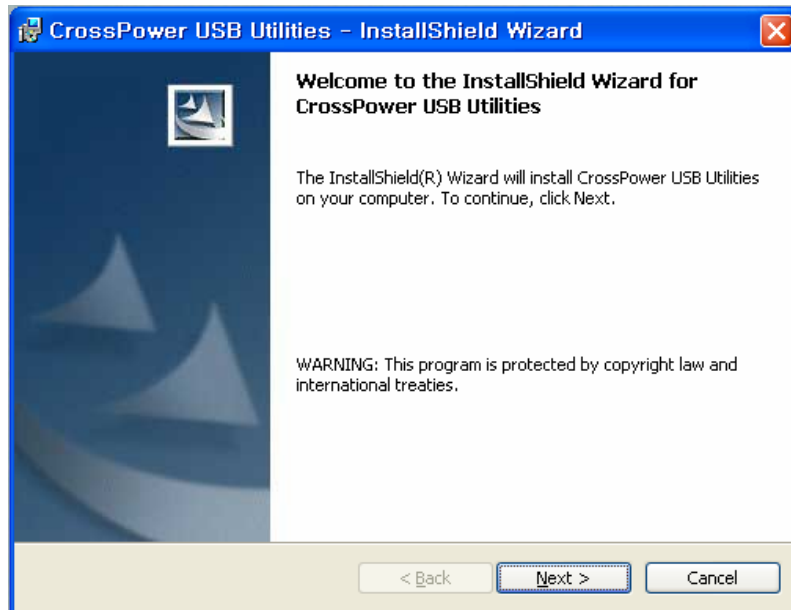 CrossPower USB Utilities - InstallShield Wizard
Welcome to the InstallShield Wizard for
CrossPower USB Utilities
The InstallShield(R) Wizard will install CrossPower USB Utilities
on your computer. To continue, click Next.
WARNING: This program is protected by copyright law and
international treaties.
< Back Next > Cancel